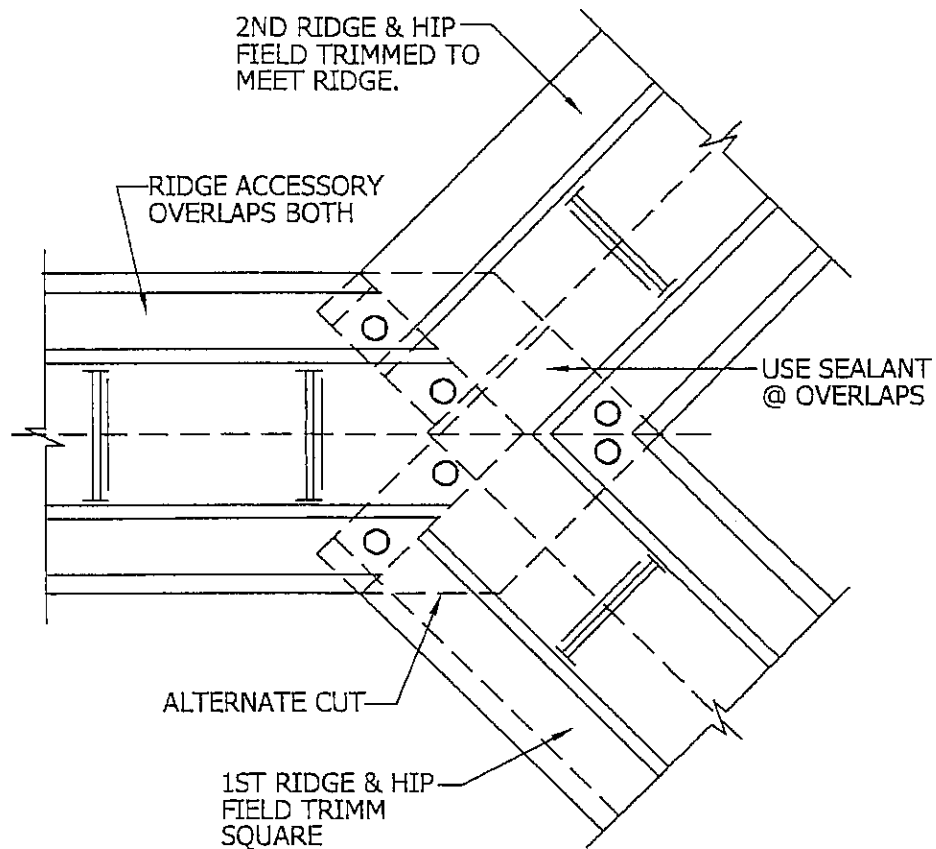 2ND RIDGE & HIP
FIELD TRIMMED TO
MEET RIDGE.
RIDGE ACCESSORY
OVERLAPS BOTH
USE SEALANT
@ OVERLAPS
ALTERNATE CUT
1ST RIDGE & HIP
FIELD TRIMM
SQUARE